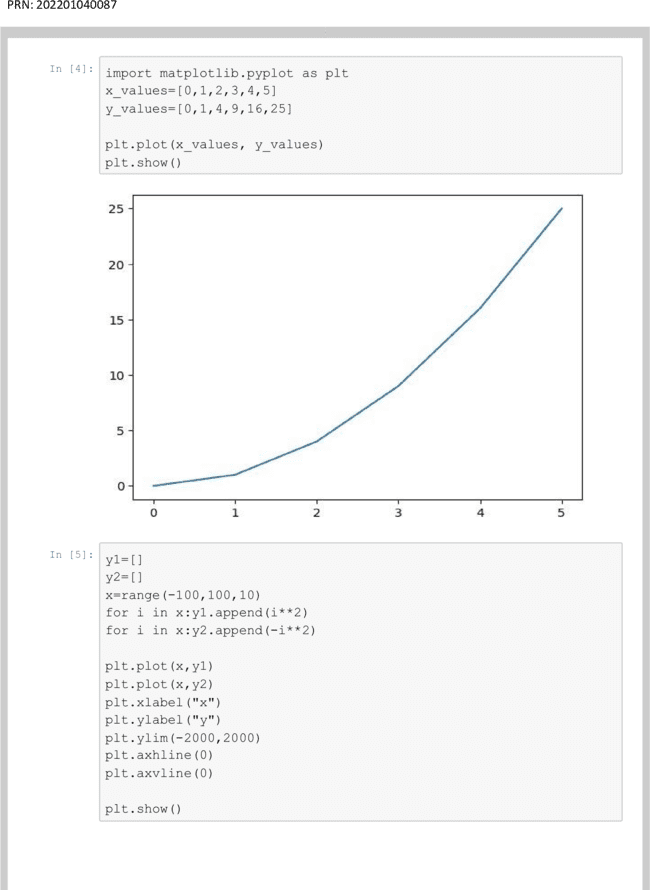 PRN: 202201040087
In [4]:
import matplotlib.pyplot as plt
x_values=[0,1,2,3,4,5]
y_values=[0,1,4,9,16,25]
plt.plot(x_values, y_values)
plt.show()
25
20
15
10
5
0
0 1 2 3 4 5
In [5]:
y1=[]
y2=[]
x=range(-100,100,10)
for i in x:y1.append(i**2)
for i in x:y2.append(-i**2)
plt.plot(x,y1)
plt.plot(x,y2)
plt.xlabel("x")
plt.ylabel("y")
plt.ylim(-2000,2000)
plt.axhline(0)
plt.axvline(0)
plt.show()